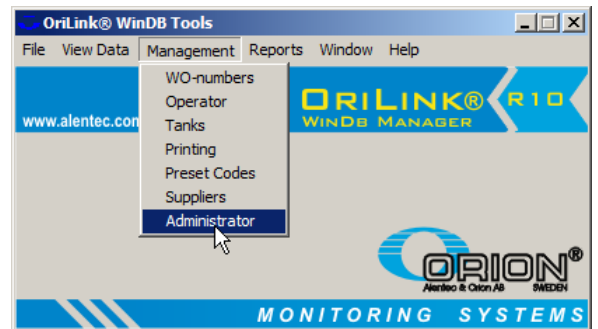 OriLink® WinDB Tools
File View Data Management Reports Window Help
WO-numbers
Operator
Tanks
Printing
Preset Codes
Suppliers
Administrator
www.alentec.com
ORILINK® R10
WINDB MANAGER
ORION®
Alentec & Orion AB SWEDEN
MONITORING SYSTEMS